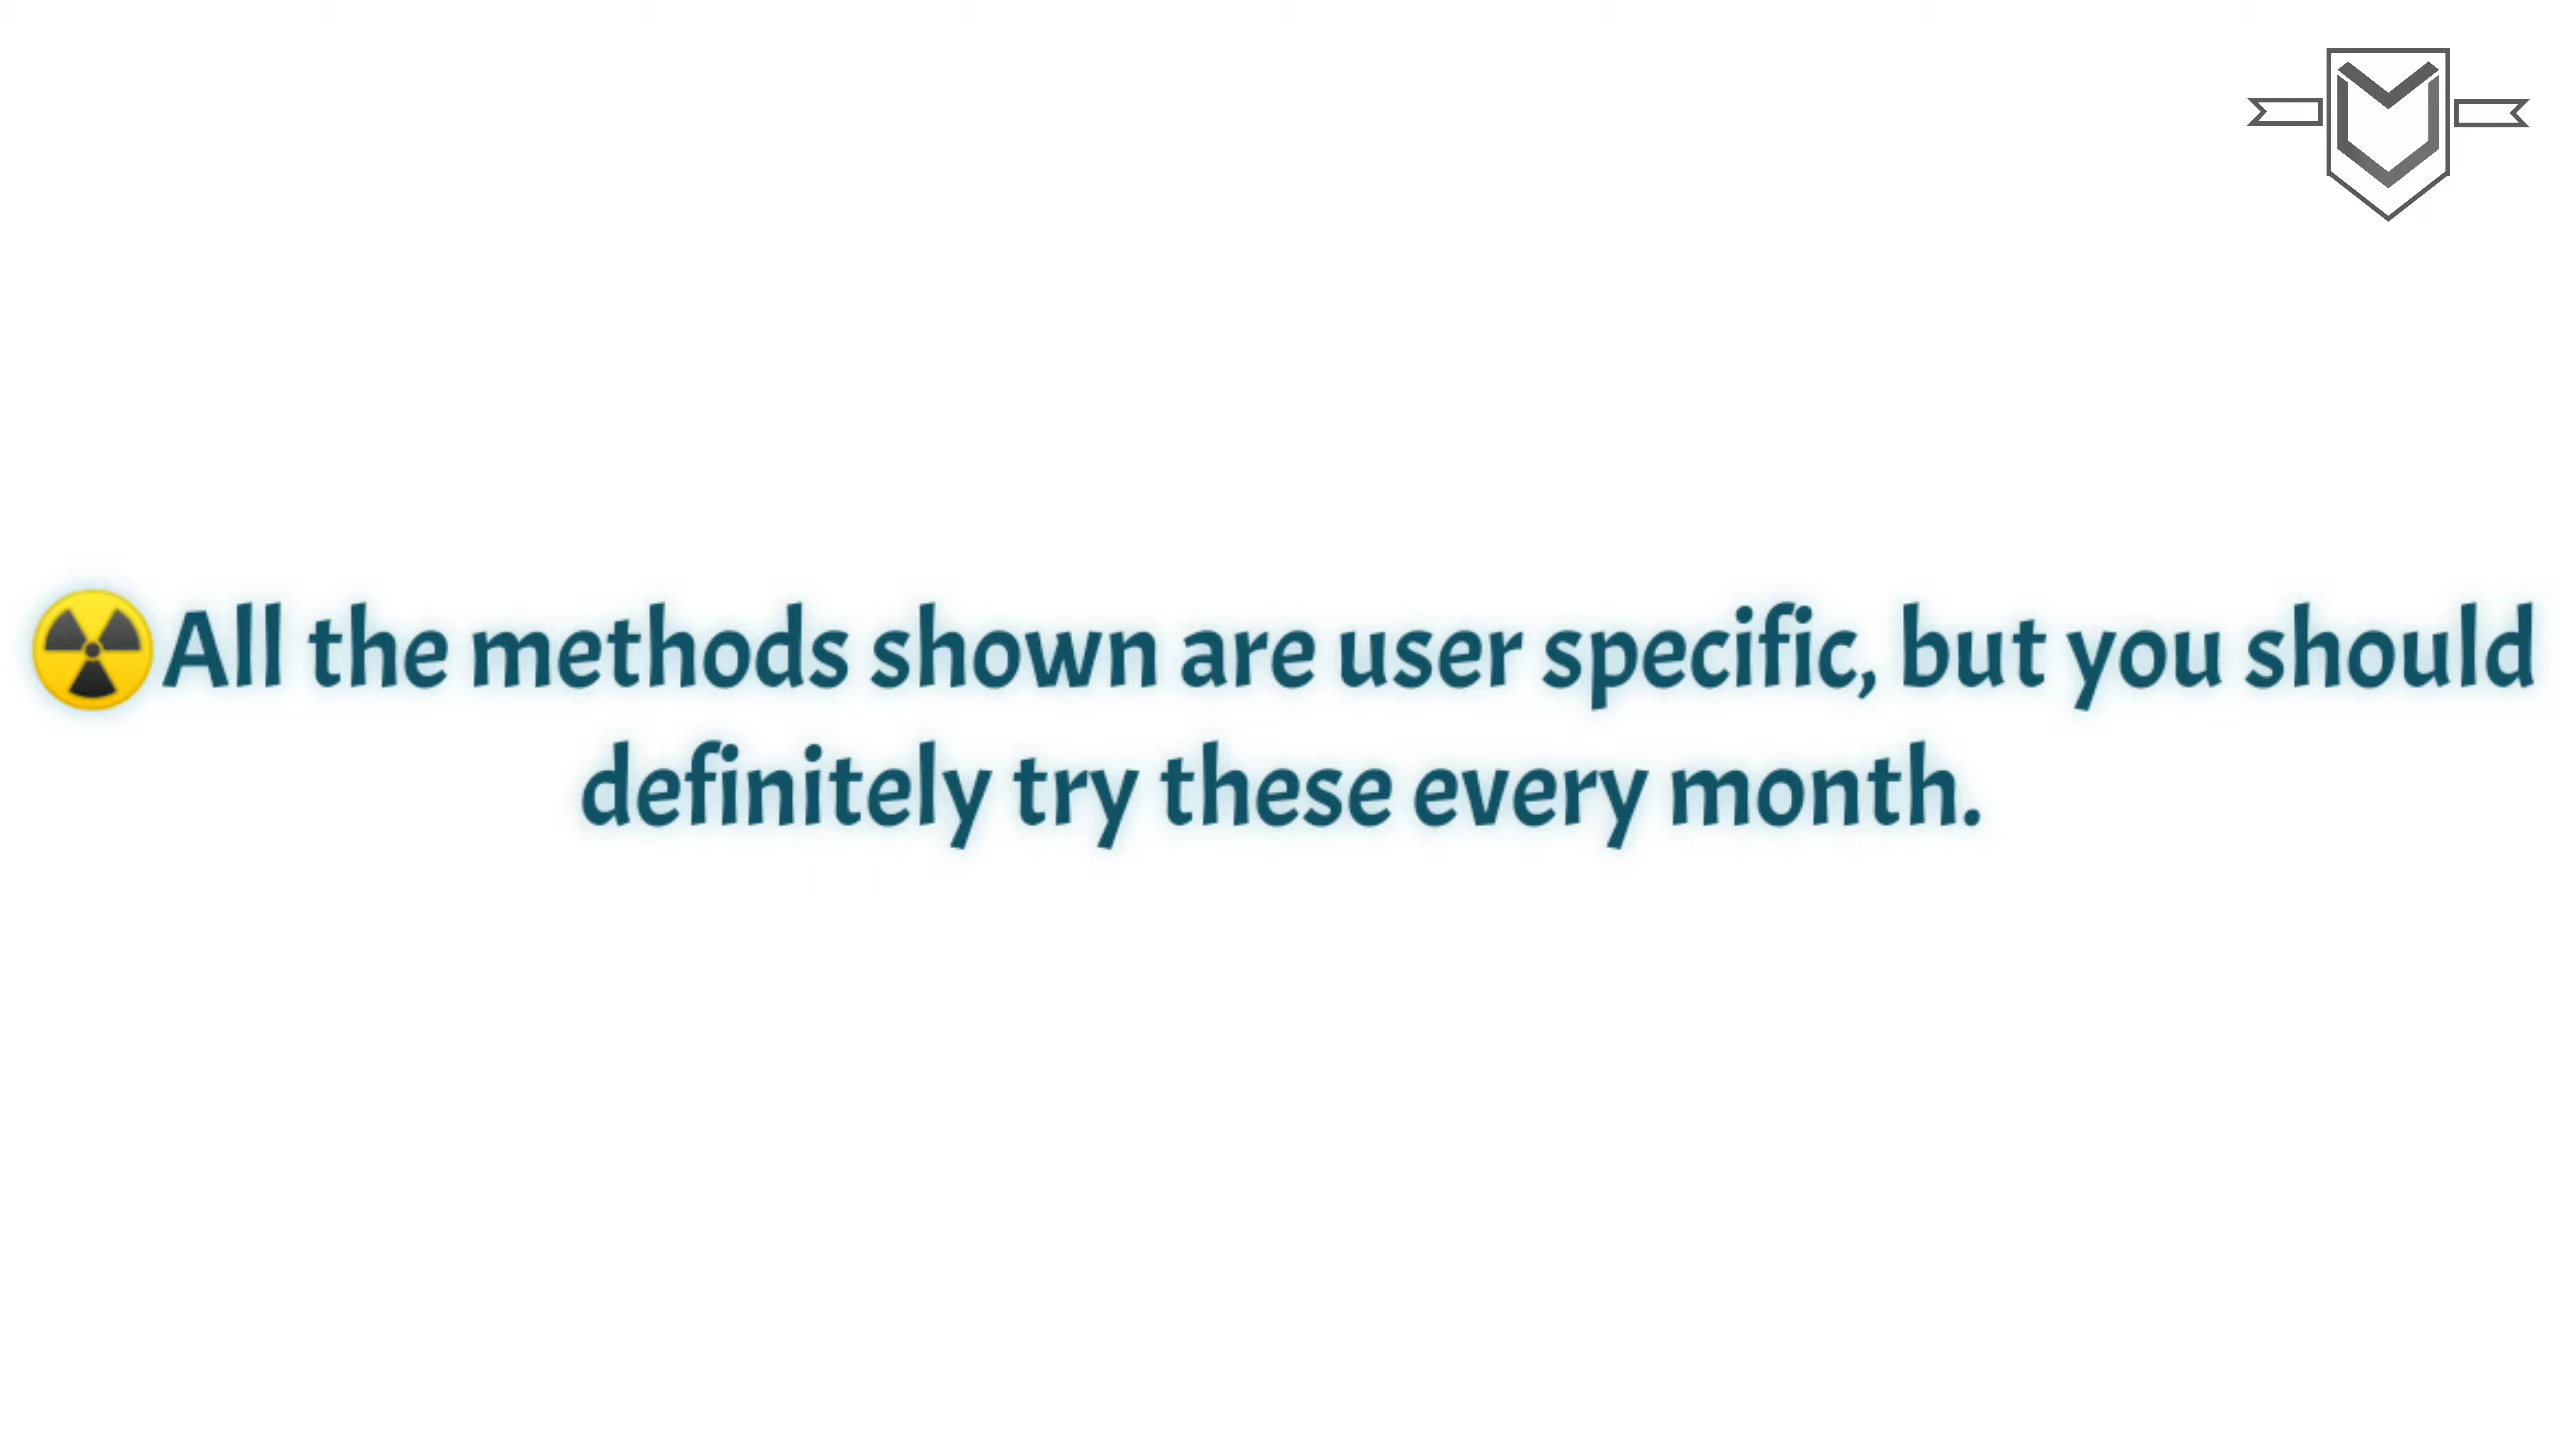 ☢All the methods shown are user specific, but you should
definitely try these every month.